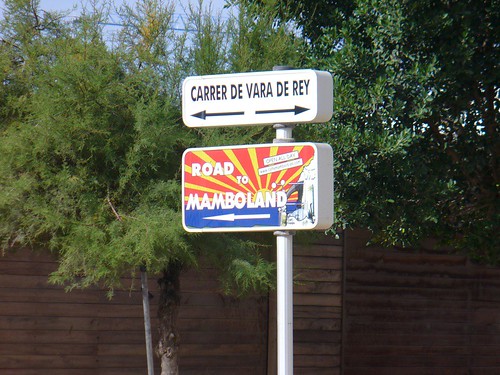 CARRER DE VARA DE REY
ROAD
TO
MAMBOLAND